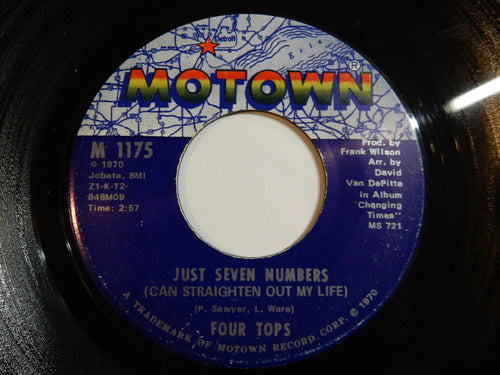 Detroit
MOTOWN®
M 1175
© 1970
Jobete, BMI
Z1-K-T2-
848M09
Time: 2:57
Prod. by
Frank Wilson
Arr. by
David
Van DePitte
in Album
"Changing
Times"
MS 721
JUST SEVEN NUMBERS
(CAN STRAIGHTEN OUT MY LIFE)
(P. Sawyer, L. Ware)
FOUR TOPS
A TRADEMARK OF MOTOWN RECORD CORP. © 1970